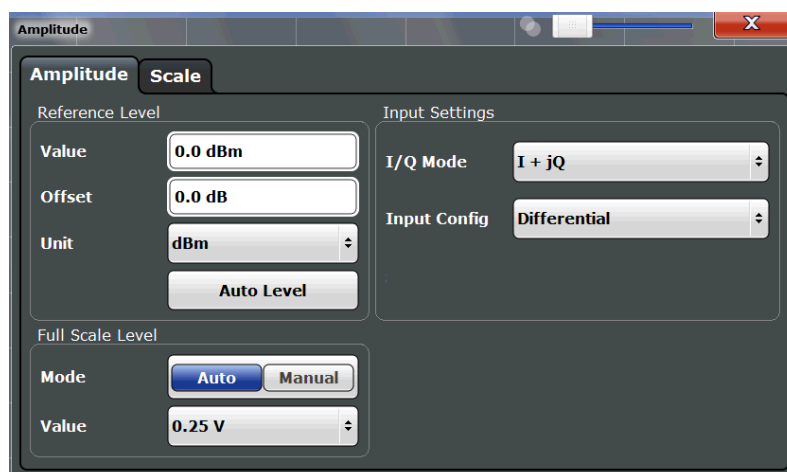 Amplitude
X
Amplitude Scale
Reference Level
Value 0.0 dBm
Offset 0.0 dB
Unit dBm
Auto Level
Input Settings
I/Q Mode I + jQ
Input Config Differential
Full Scale Level
Mode Auto Manual
Value 0.25 V